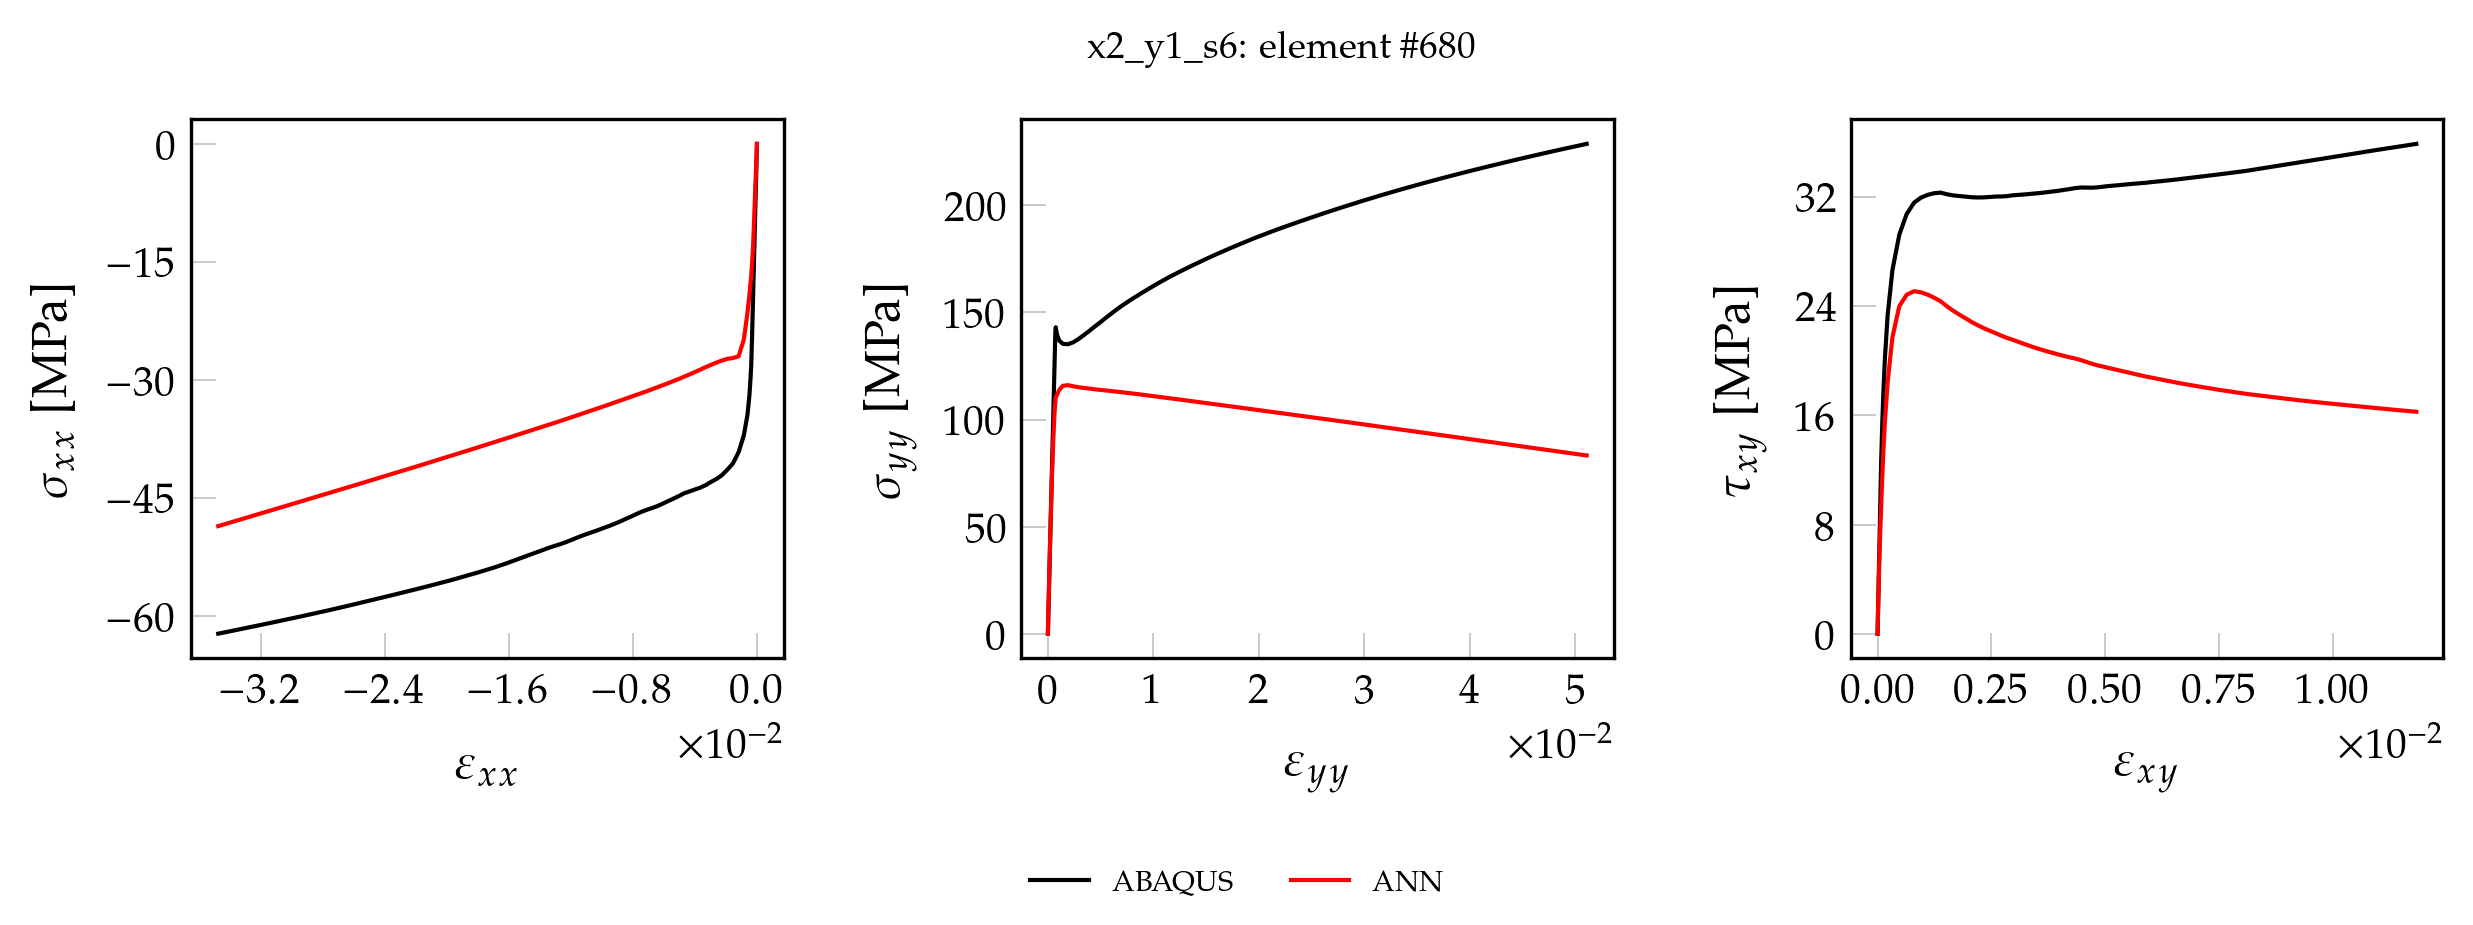 x2_y1_s6: element #680
σxx [MPa]
0
−15
−30
−45
−60
−3.2 −2.4 −1.6 −0.8 0.0
×10−2
εxx
σyy [MPa]
200
150
100
50
0
0 1 2 3 4 5
×10−2
εyy
τxy [MPa]
32
24
16
8
0
0.00 0.25 0.50 0.75 1.00
×10−2
εxy
ABAQUS ANN